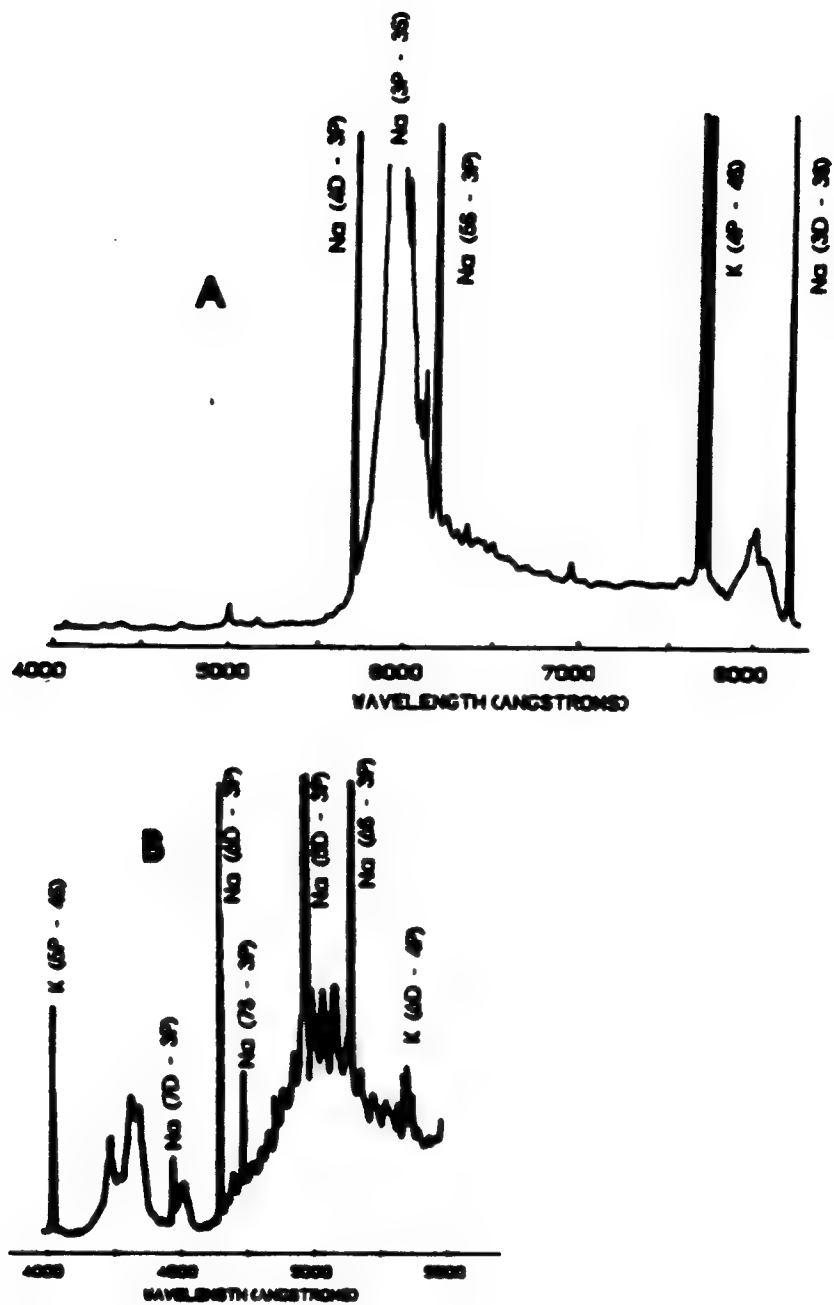 A
Na (4D - 3P)
Na (3P - 3S)
Na (5S - 3P)
K (4P - 4S)
Na (3D - 3S)
4000
5000
6000
7000
8000
WAVELENGTH (ANGSTROMS)
B
K (5P - 4S)
Na (7D - 3P)
Na (6D - 3P)
Na (7S - 3P)
Na (5D - 3P)
Na (6S - 3P)
K (6D - 4P)
4000
4500
5000
5500
WAVELENGTH (ANGSTROMS)